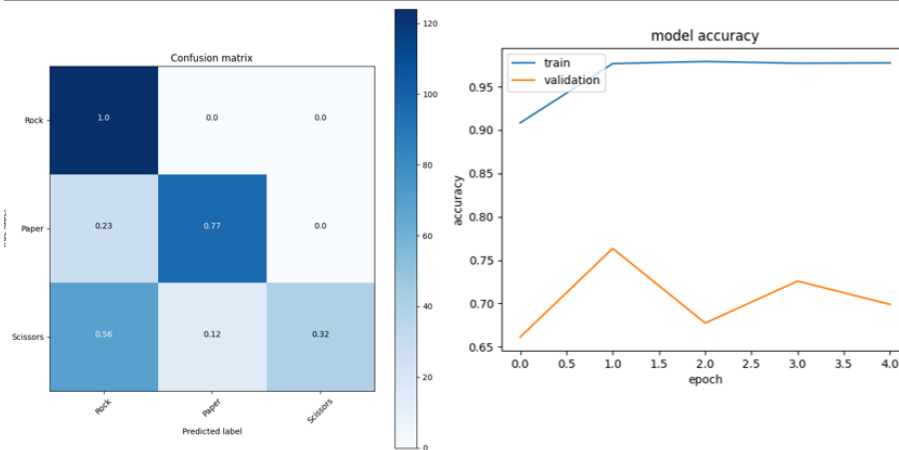 Confusion matrix
Rock
Paper
Scissors
1.0 0.0 0.0
0.23 0.77 0.0
0.56 0.12 0.32
Rock Paper Scissors
Predicted label
120
100
80
60
40
20
0
model accuracy
train
validation
accuracy
0.95
0.90
0.85
0.80
0.75
0.70
0.65
0.0 0.5 1.0 1.5 2.0 2.5 3.0 3.5 4.0
epoch